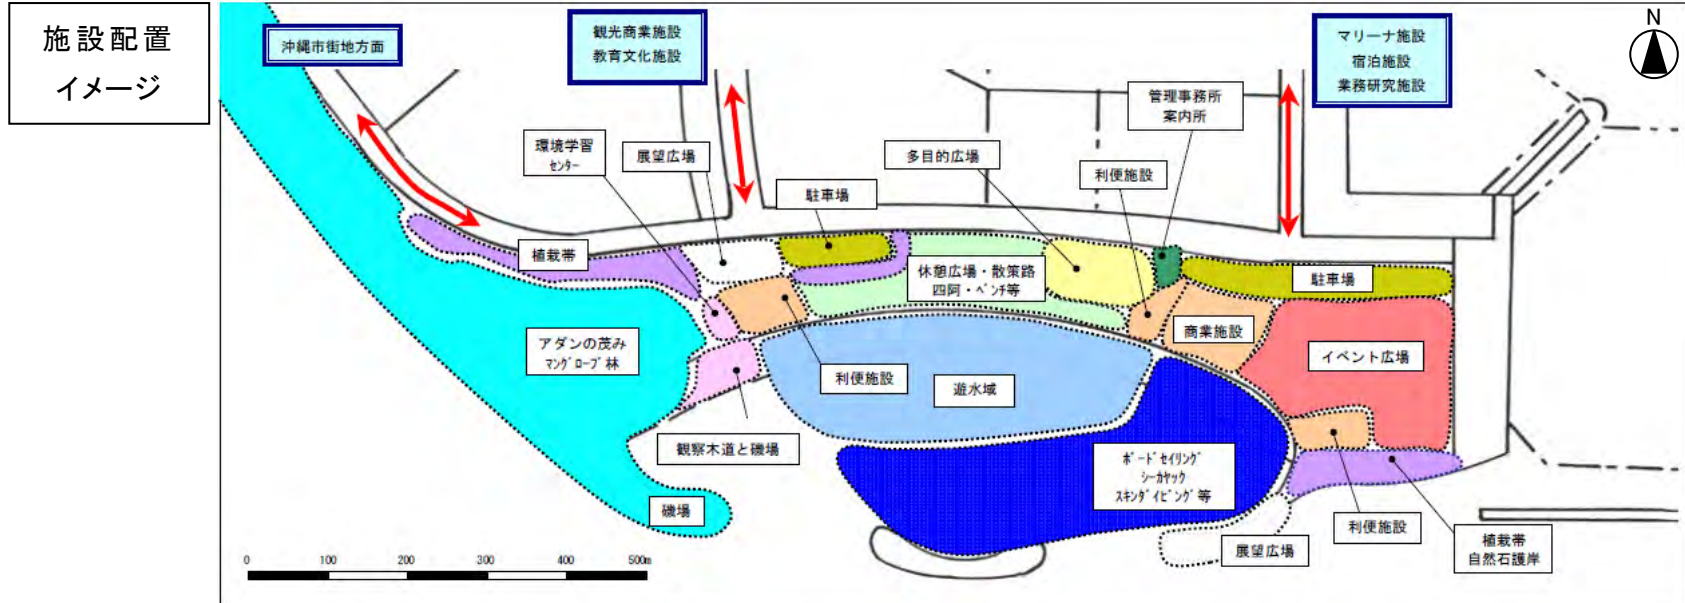 施設配置
イメージ
沖縄市街地方面
観光商業施設
教育文化施設
マリーナ施設
宿泊施設
業務研究施設
N
管理事務所
案内所
環境学習
ｾﾝﾀｰ
展望広場
多目的広場
利便施設
駐車場
植栽帯
休憩広場・散策路
四阿・ﾍﾞﾝﾁ等
駐車場
アダンの茂み
ﾏﾝｸﾞﾛｰﾌﾞ林
商業施設
イベント広場
利便施設
遊水域
観察木道と磯場
ﾎﾞｰﾄﾞｾｲﾘﾝｸﾞ
ｼｰｶﾔｯｸ
ｽｷﾝﾀﾞｲﾋﾞﾝｸﾞ等
磯場
利便施設
展望広場
植栽帯
自然石護岸
0 100 200 300 400 500m